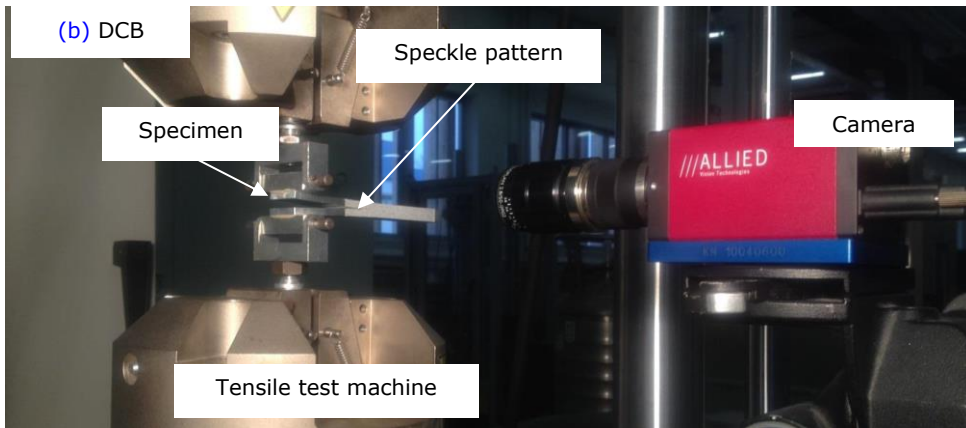 (b) DCB
Speckle pattern
Specimen
Camera
///ALLIED
Vision Technologies
Tensile test machine